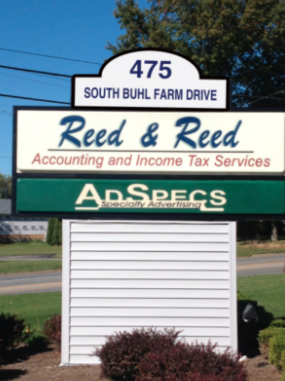 475
SOUTH BUHL FARM DRIVE
Reed & Reed
Accounting and Income Tax Services
ADSPECS
Specialty Advertising